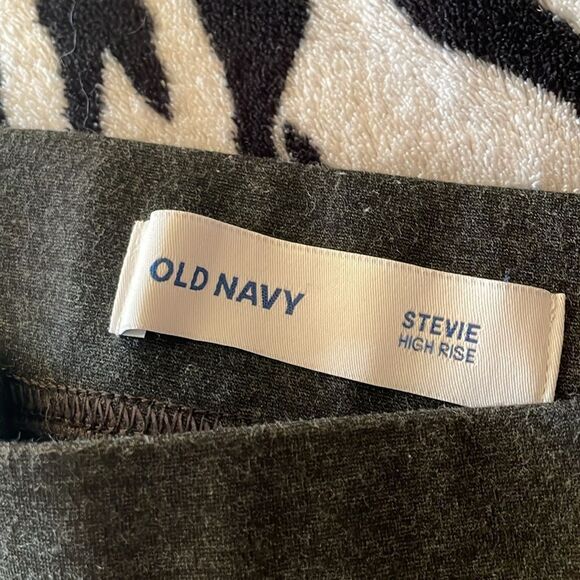 OLD NAVY
STEVIE
HIGH RISE